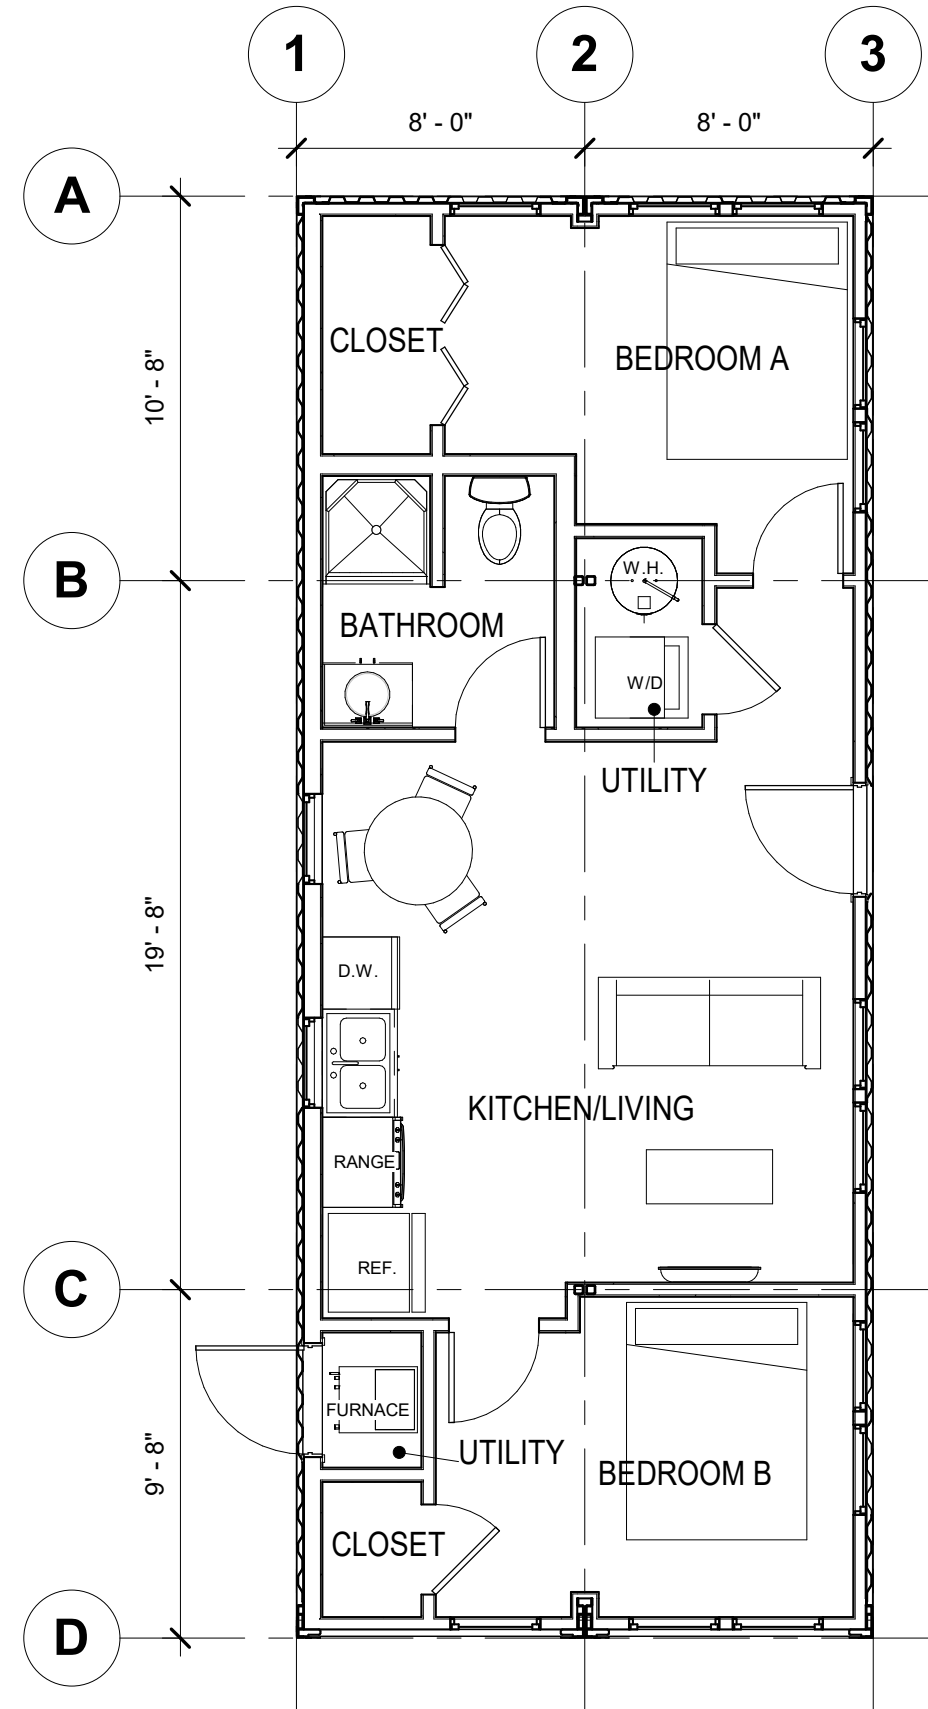 1 2 3
8' - 0" 8' - 0"
A
10' - 8"
CLOSET
BEDROOM A
B
W.H.
BATHROOM
W/D
UTILITY
19' - 8"
D.W.
KITCHEN/LIVING
RANGE
REF.
C
FURNACE
UTILITY
9' - 8"
BEDROOM B
CLOSET
D